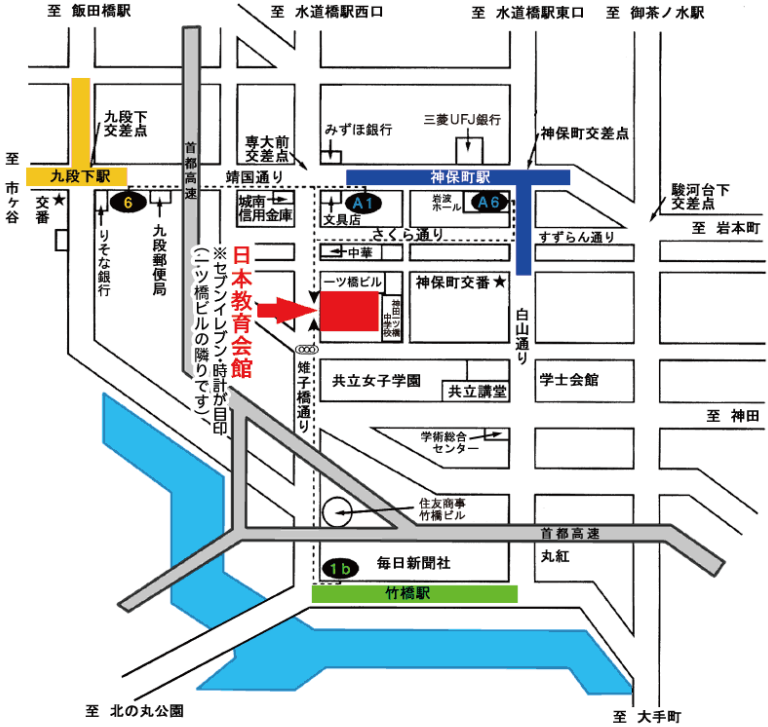 至 飯田橋駅
至 水道橋駅西口
至 水道橋駅東口
至 御茶ノ水駅
九段下
交差点
首都高速
専大前
交差点
みずほ銀行
三菱UFJ銀行
神保町交差点
至
市ヶ谷
九段下駅
靖国通り
神保町駅
駿河台下
交差点
交番★
6
りそな銀行
九段郵便局
城南
信用金庫
文具店
A1
岩波
ホール
A6
さくら通り
すずらん通り
至 岩本町
中華
日本教育会館
※セブンイレブン・時計が目印
(一ツ橋ビルの隣りです)
一ツ橋ビル
神田一ツ橋
中学校
神保町交番★
白山通り
雉子橋通り
共立女子学園
共立講堂
学士会館
至 神田
学術総合
センター
住友商事
竹橋ビル
首都高速
丸紅
1b
毎日新聞社
竹橋駅
至 北の丸公園
至 大手町